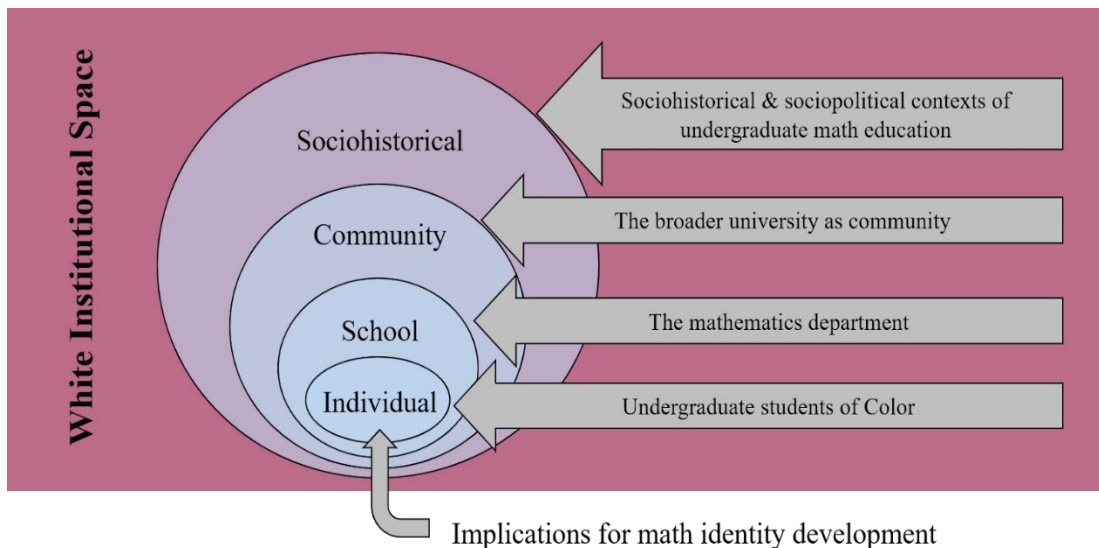 White Institutional Space
Sociohistorical
Community
School
Individual
Sociohistorical & sociopolitical contexts of
undergraduate math education
The broader university as community
The mathematics department
Undergraduate students of Color
Implications for math identity development